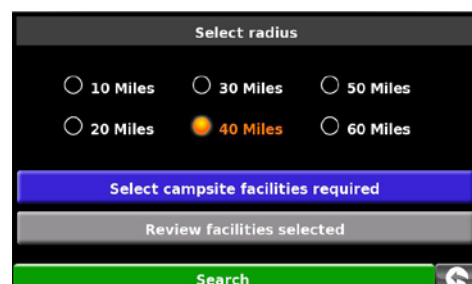 Select radius
10 Miles 30 Miles 50 Miles
20 Miles 40 Miles 60 Miles
Select campsite facilities required
Review facilities selected
Search